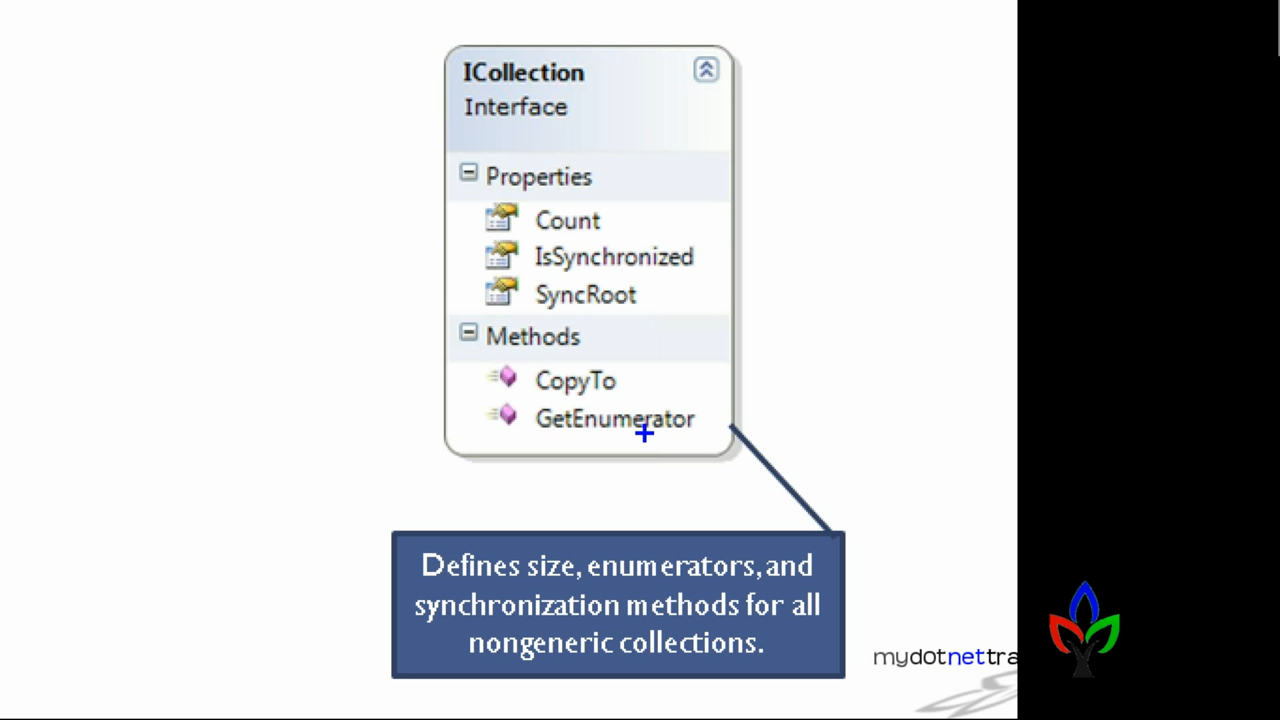 ICollection
Interface
Properties
Count
IsSynchronized
SyncRoot
Methods
CopyTo
GetEnumerator
Defines size, enumerators, and
synchronization methods for all
nongeneric collections.
mydotnettra